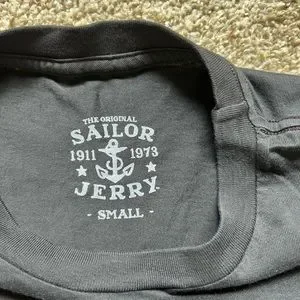 THE ORIGINAL
SAILOR
1911 1973
JERRY
- SMALL -